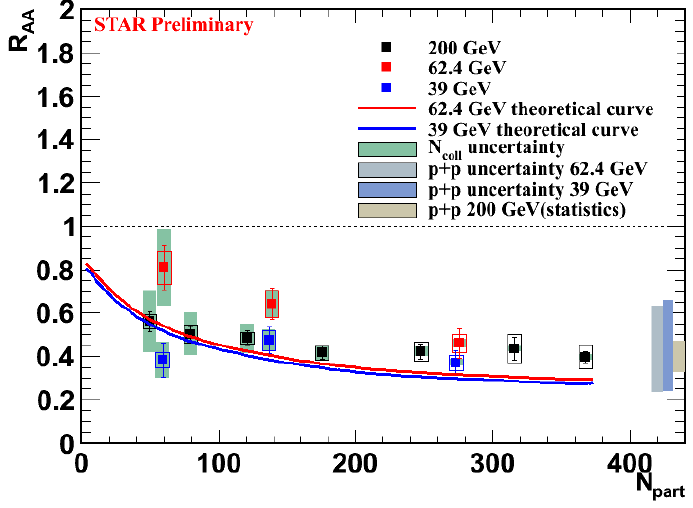 STAR Preliminary
R_AA
2
1.8
1.6
1.4
1.2
1
0.8
0.6
0.4
0.2
0
200 GeV
62.4 GeV
39 GeV
62.4 GeV theoretical curve
39 GeV theoretical curve
N_coll uncertainty
p+p uncertainty 62.4 GeV
p+p uncertainty 39 GeV
p+p 200 GeV(statistics)
0 100 200 300 400
N_part